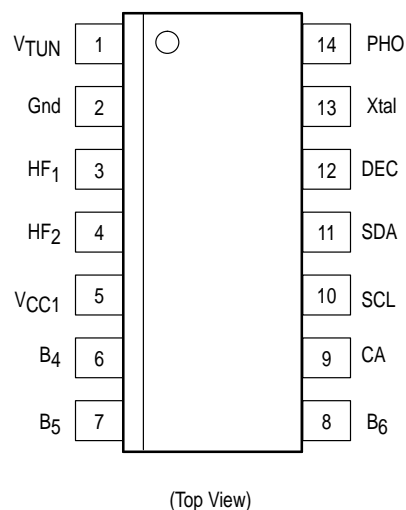 VTUN 1 14 PHO
Gnd 2 13 Xtal
HF1 3 12 DEC
HF2 4 11 SDA
VCC1 5 10 SCL
B4 6 9 CA
B5 7 8 B6
(Top View)